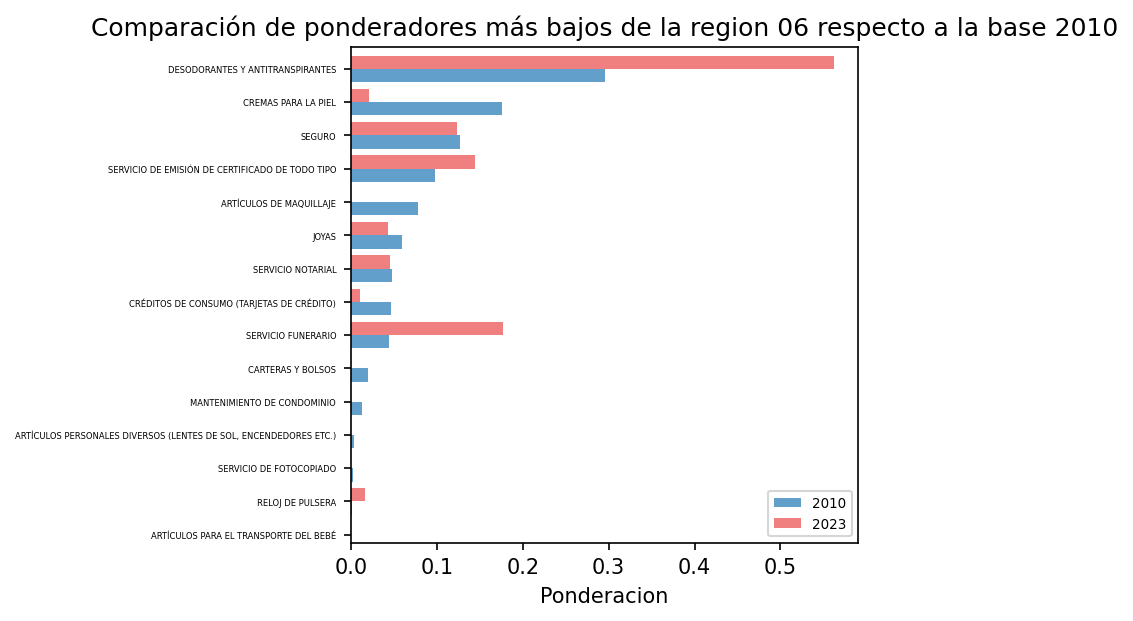 Comparación de ponderadores más bajos de la region 06 respecto a la base 2010
DESODORANTES Y ANTITRANSPIRANTES
CREMAS PARA LA PIEL
SEGURO
SERVICIO DE EMISIÓN DE CERTIFICADO DE TODO TIPO
ARTÍCULOS DE MAQUILLAJE
JOYAS
SERVICIO NOTARIAL
CRÉDITOS DE CONSUMO (TARJETAS DE CRÉDITO)
SERVICIO FUNERARIO
CARTERAS Y BOLSOS
MANTENIMIENTO DE CONDOMINIO
ARTÍCULOS PERSONALES DIVERSOS (LENTES DE SOL, ENCENDEDORES ETC.)
SERVICIO DE FOTOCOPIADO
RELOJ DE PULSERA
ARTÍCULOS PARA EL TRANSPORTE DEL BEBÉ
2010
2023
0.0 0.1 0.2 0.3 0.4 0.5
Ponderacion